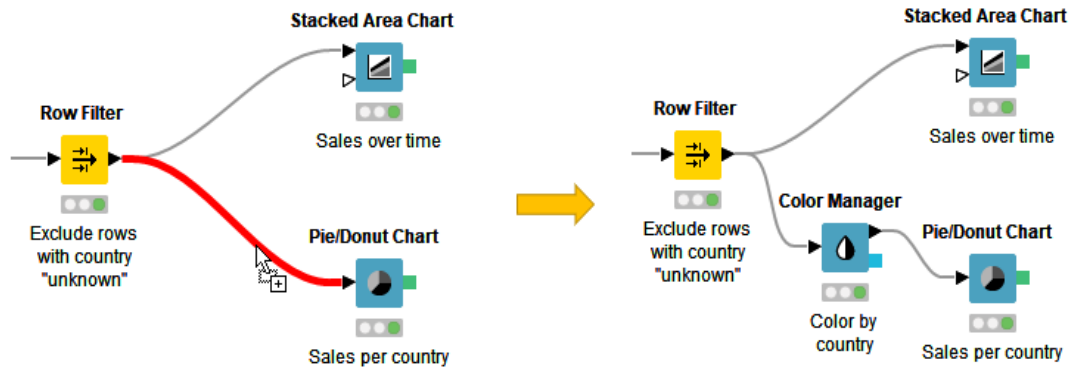 Stacked Area Chart
Sales over time
Row Filter
Exclude rows
with country
"unknown"
Pie/Donut Chart
Sales per country
Stacked Area Chart
Sales over time
Row Filter
Exclude rows
with country
"unknown"
Color Manager
Color by
country
Pie/Donut Chart
Sales per country